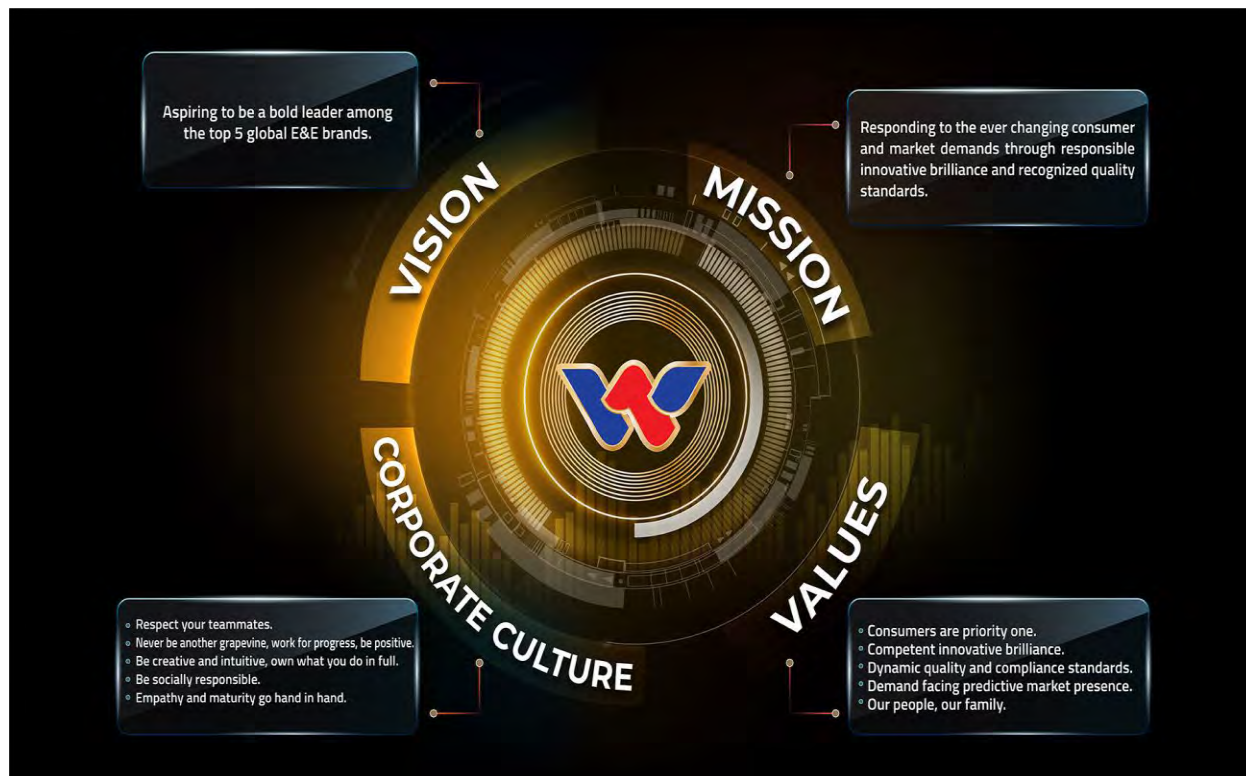 Aspiring to be a bold leader among
the top 5 global E&E brands.
VISION
MISSION
Responding to the ever changing consumer
and market demands through responsible
innovative brilliance and recognized quality
standards.
CORPORATE CULTURE
Respect your teammates.
Never be another grapevine, work for progress, be positive.
Be creative and intuitive, own what you do in full.
Be socially responsible.
Empathy and maturity go hand in hand.
VALUES
Consumers are priority one.
Competent innovative brilliance.
Dynamic quality and compliance standards.
Demand facing predictive market presence.
Our people, our family.